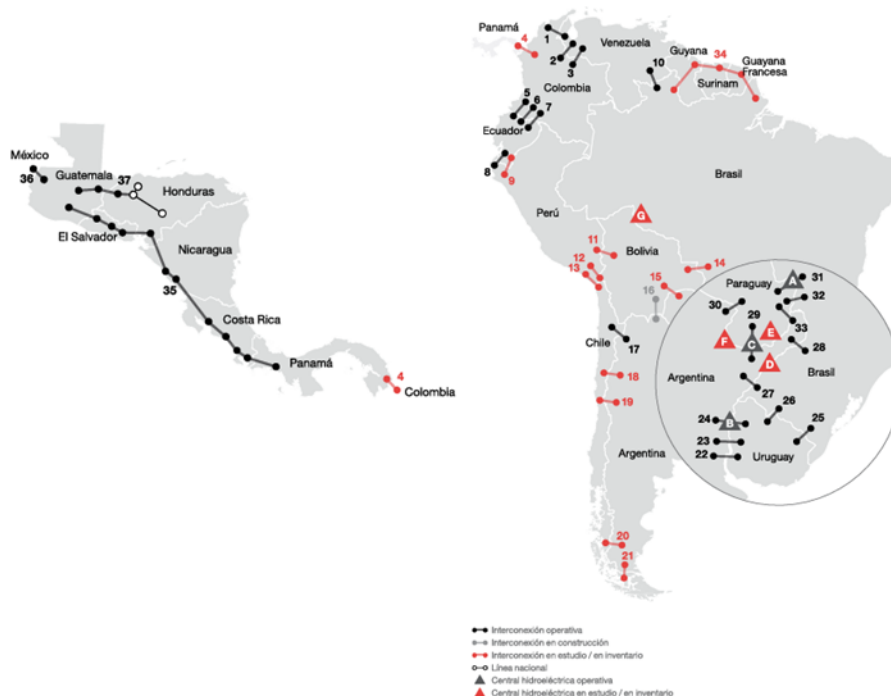 México
36
Guatemala
37
Honduras
El Salvador
Nicaragua
35
Costa Rica
Panamá
4
Colombia
Panamá
4
1
2
3
Venezuela
10
Guyana
34
Guayana
Francesa
Surinam
Colombia
5
6
7
Ecuador
8
9
Perú
Brasil
G
Bolivia
11
12
13
14
15
16
17
Chile
18
19
Argentina
20
21
Paraguay
A
31
32
33
30
29
E
F
C
D
28
Brasil
Argentina
27
26
25
24
B
23
22
Uruguay
Interconexión operativa
Interconexión en construcción
Interconexión en estudio / en inventario
Línea nacional
Central hidroeléctrica operativa
Central hidroeléctrica en estudio / en inventario